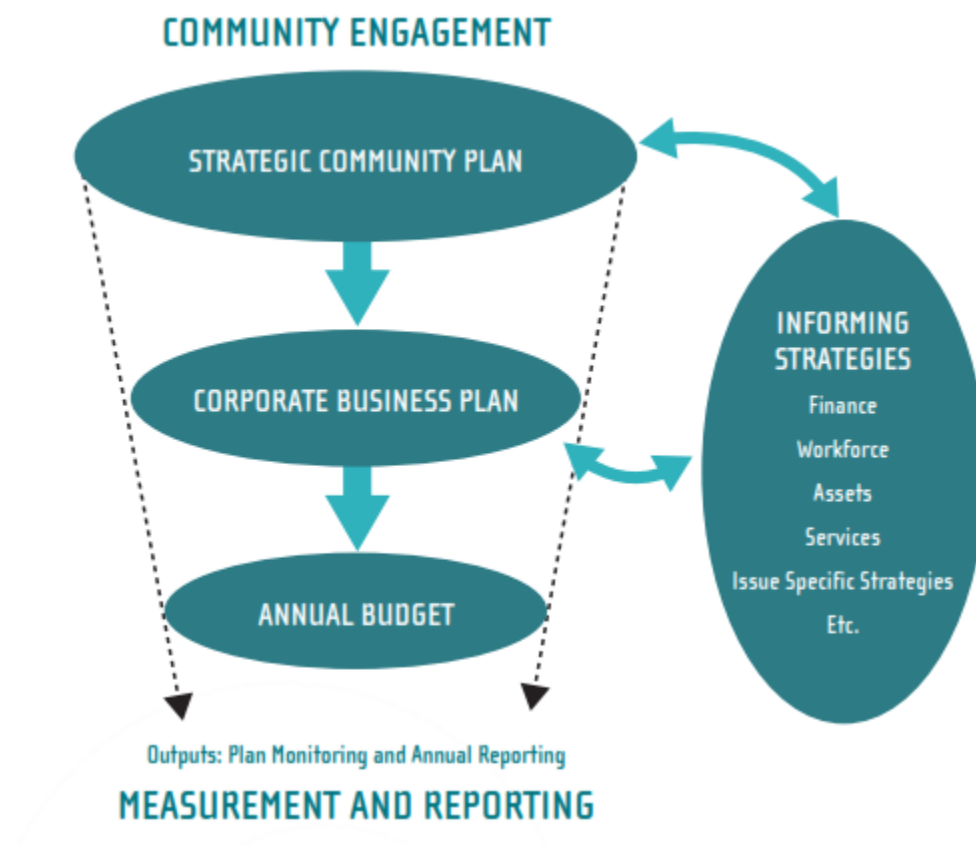 COMMUNITY ENGAGEMENT
STRATEGIC COMMUNITY PLAN
CORPORATE BUSINESS PLAN
ANNUAL BUDGET
INFORMING
STRATEGIES
Finance
Workforce
Assets
Services
Issue Specific Strategies
Etc.
Outputs: Plan Monitoring and Annual Reporting
MEASUREMENT AND REPORTING